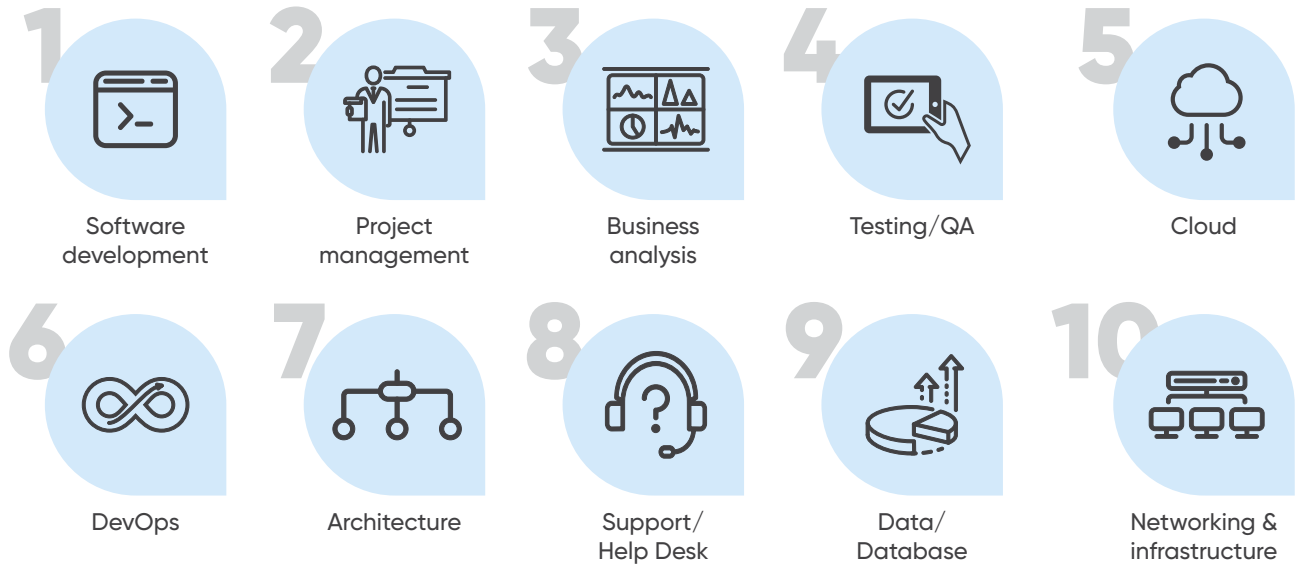 1
Software
development
2
Project
management
3
Business
analysis
4
Testing/QA
5
Cloud
6
DevOps
7
Architecture
8
Support/
Help Desk
9
Data/
Database
10
Networking &
infrastructure